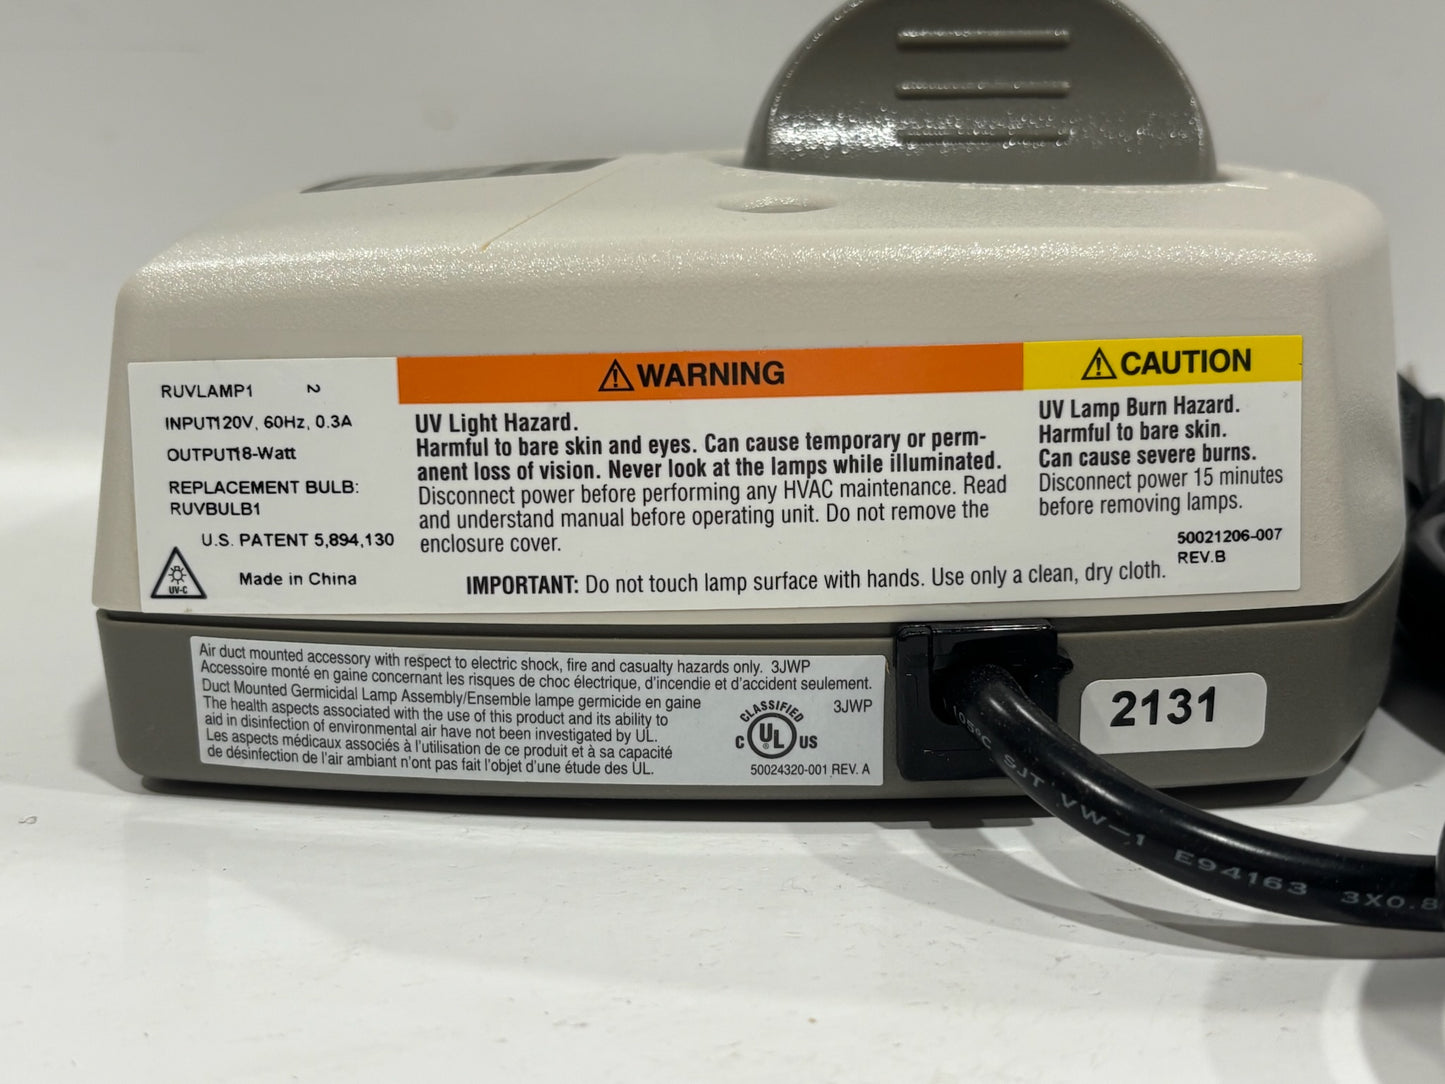 RUVLAMP1 2
INPUT120V, 60Hz, 0.3A
OUTPUT18-Watt
REPLACEMENT BULB:
RUVBULB1
U.S. PATENT 5,894,130
Made in China
UV-C
WARNING
UV Light Hazard.
Harmful to bare skin and eyes. Can cause temporary or perm-
anent loss of vision. Never look at the lamps while illuminated.
Disconnect power before performing any HVAC maintenance. Read
and understand manual before operating unit. Do not remove the
enclosure cover.
IMPORTANT: Do not touch lamp surface with hands. Use only a clean, dry cloth.
CAUTION
UV Lamp Burn Hazard.
Harmful to bare skin.
Can cause severe burns.
Disconnect power 15 minutes
before removing lamps.
50021206-007
REV.B
Air duct mounted accessory with respect to electric shock, fire and casualty hazards only. 3JWP
Accessoire monté en gaine concernant les risques de choc électrique, d'incendie et d'accident seulement.
Duct Mounted Germicidal Lamp Assembly/Ensemble lampe germicide en gaine 3JWP
The health aspects associated with the use of this product and its ability to
aid in disinfection of environmental air have not been investigated by UL.
Les aspects médicaux associés à l'utilisation de ce produit et à sa capacité
de désinfection de l'air ambiant n'ont pas fait l'objet d'une étude des UL.
CLASSIFIED
C UL US
50024320-001 REV. A
2131
105°C SJT VW-1 E94163 3X0.8